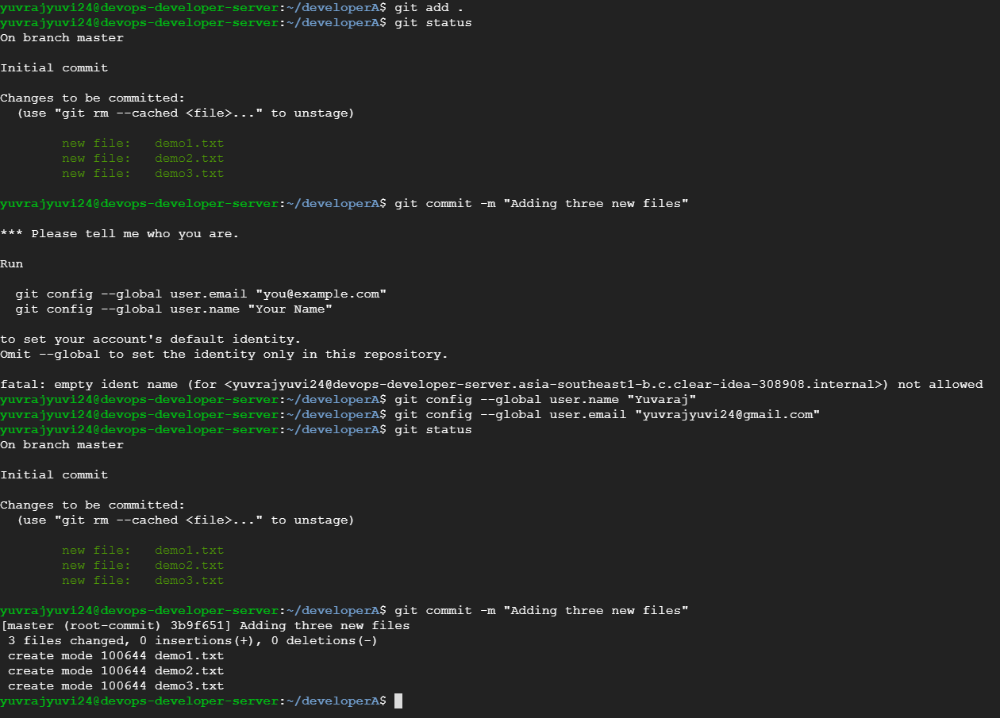 yuvrajyuvi24@devops-developer-server:~/developerA$ git add .
yuvrajyuvi24@devops-developer-server:~/developerA$ git status
On branch master
Initial commit
Changes to be committed:
  (use "git rm --cached <file>..." to unstage)
        new file:   demo1.txt
        new file:   demo2.txt
        new file:   demo3.txt
yuvrajyuvi24@devops-developer-server:~/developerA$ git commit -m "Adding three new files"
*** Please tell me who you are.
Run
  git config --global user.email "you@example.com"
  git config --global user.name "Your Name"
to set your account's default identity.
Omit --global to set the identity only in this repository.
fatal: empty ident name (for <yuvrajyuvi24@devops-developer-server.asia-southeast1-b.c.clear-idea-308908.internal>) not allowed
yuvrajyuvi24@devops-developer-server:~/developerA$ git config --global user.name "Yuvaraj"
yuvrajyuvi24@devops-developer-server:~/developerA$ git config --global user.email "yuvrajyuvi24@gmail.com"
yuvrajyuvi24@devops-developer-server:~/developerA$ git status
On branch master
Initial commit
Changes to be committed:
  (use "git rm --cached <file>..." to unstage)
        new file:   demo1.txt
        new file:   demo2.txt
        new file:   demo3.txt
yuvrajyuvi24@devops-developer-server:~/developerA$ git commit -m "Adding three new files"
[master (root-commit) 3b9f651] Adding three new files
 3 files changed, 0 insertions(+), 0 deletions(-)
 create mode 100644 demo1.txt
 create mode 100644 demo2.txt
 create mode 100644 demo3.txt
yuvrajyuvi24@devops-developer-server:~/developerA$